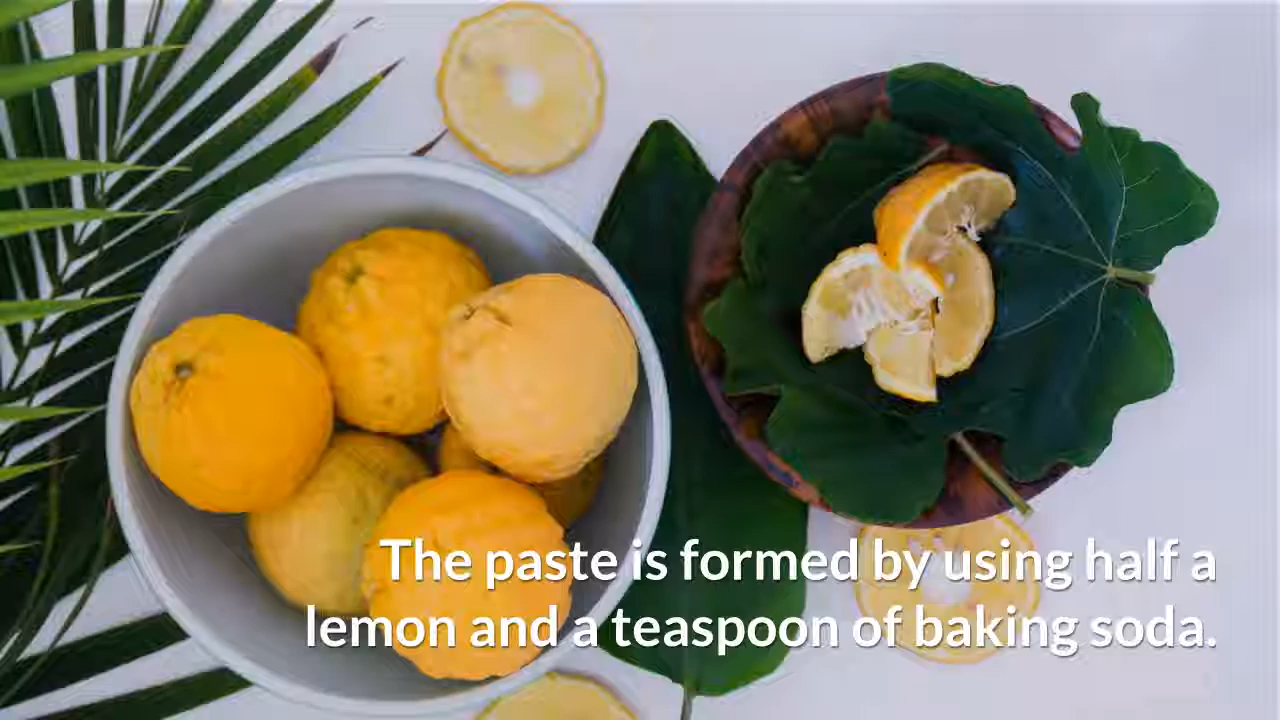 The paste is formed by using half a
lemon and a teaspoon of baking soda.